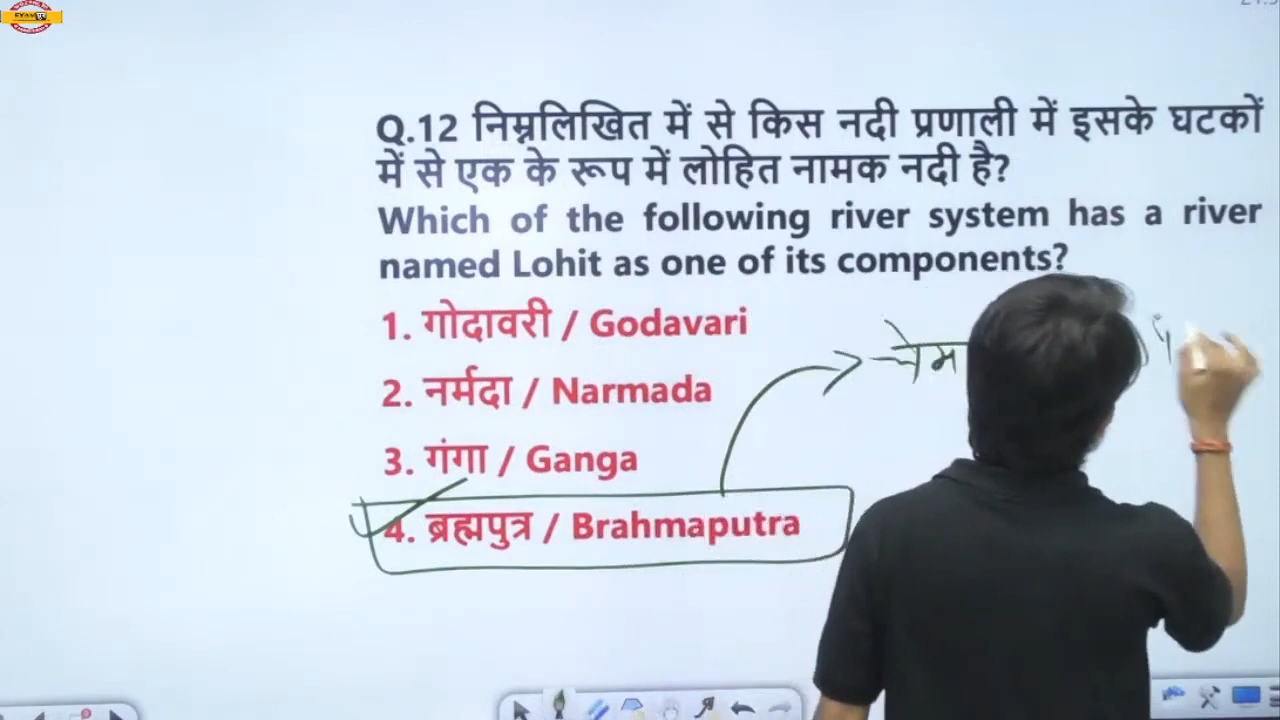 EXAM
Q.12 निम्नलिखित में से किस नदी प्रणाली में इसके घटकों
में से एक के रूप में लोहित नामक नदी है?
Which of the following river system has a river
named Lohit as one of its components?
1. गोदावरी / Godavari
2. नर्मदा / Narmada
3. गंगा / Ganga
4. ब्रह्मपुत्र / Brahmaputra